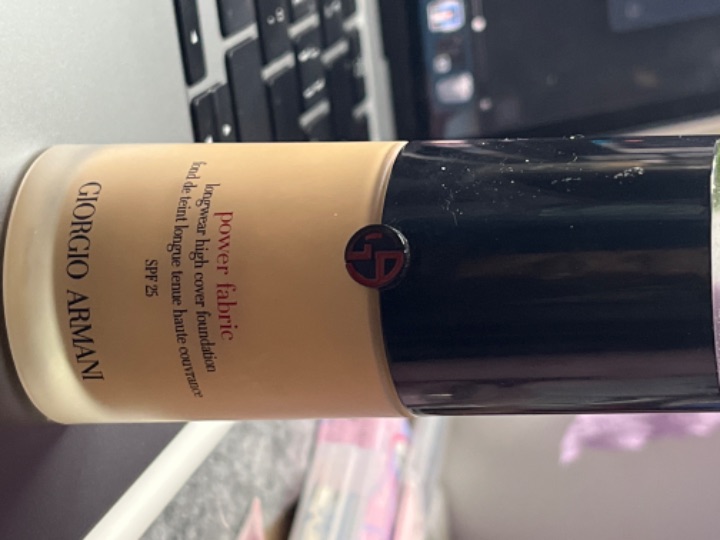 power fabric
longwear high cover foundation
fond de teint longue tenue haute couvrance
SPF 25
GIORGIO ARMANI